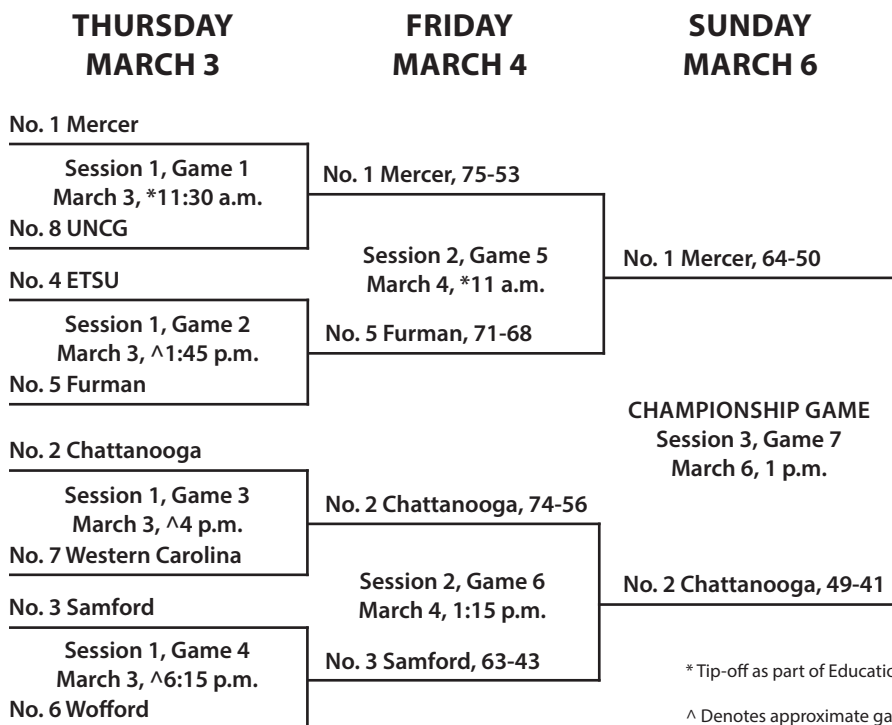 THURSDAY
MARCH 3
FRIDAY
MARCH 4
SUNDAY
MARCH 6
No. 1 Mercer
Session 1, Game 1
March 3, *11:30 a.m.
No. 8 UNCG
No. 4 ETSU
Session 1, Game 2
March 3, ^1:45 p.m.
No. 5 Furman
No. 2 Chattanooga
Session 1, Game 3
March 3, ^4 p.m.
No. 7 Western Carolina
No. 3 Samford
Session 1, Game 4
March 3, ^6:15 p.m.
No. 6 Wofford
No. 1 Mercer, 75-53
Session 2, Game 5
March 4, *11 a.m.
No. 5 Furman, 71-68
No. 2 Chattanooga, 74-56
Session 2, Game 6
March 4, 1:15 p.m.
No. 3 Samford, 63-43
No. 1 Mercer, 64-50
CHAMPIONSHIP GAME
Session 3, Game 7
March 6, 1 p.m.
No. 2 Chattanooga, 49-41
* Tip-off as part of
^ Denotes approximate